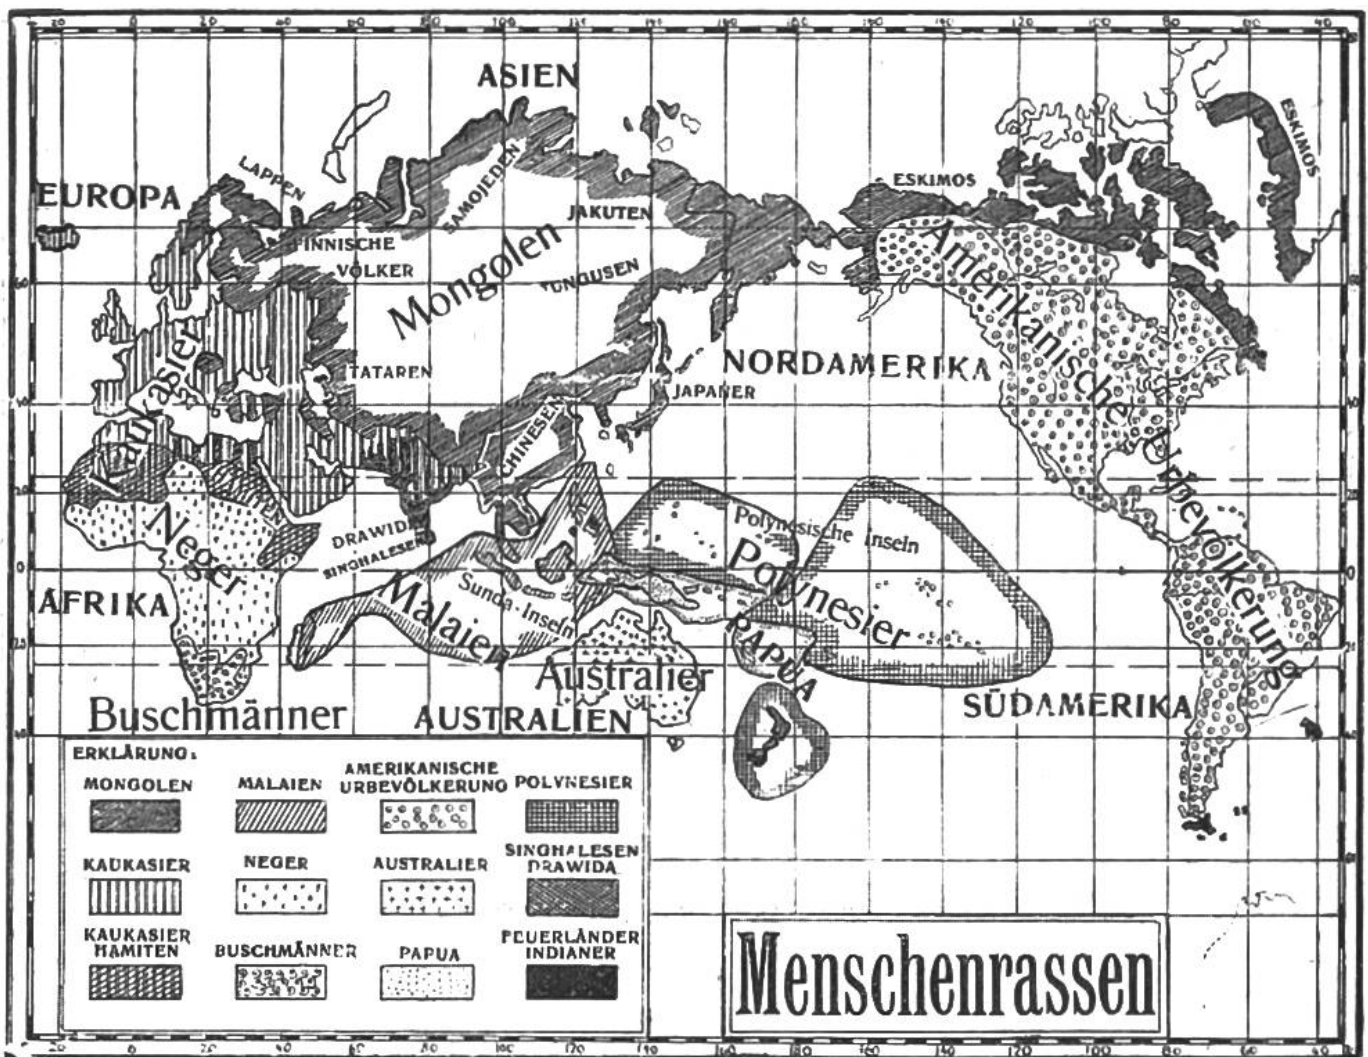 ASIEN
EUROPA
LAPPEN
SAMOJEDEN
ESKIMOS
ESKIMOS
JAKUTEN
FINNISCHE
VÖLKER
Mongolen
TUNGUSEN
Amerikanische Urbevölkerung
Kaukasier
TATAREN
NORDAMERIKA
JAPANER
CHINESEN
Neger
DRAWIDA
SINGHALESEN
Polynesische Inseln
Polynesier
AFRIKA
Malaien
Sunda-Inseln
PAPUA
Australier
Buschmänner
AUSTRALIEN
SÜDAMERIKA
ERKLÄRUNG:
MONGOLEN
MALAIEN
AMERIKANISCHE
URBEVÖLKERUNG
POLYNESIER
KAUKASIER
NEGER
AUSTRALIER
SINGHALESEN
DRAWIDA
KAUKASIER
HAMITEN
BUSCHMÄNNER
PAPUA
FEUERLÄNDER
INDIANER
Menschenrassen